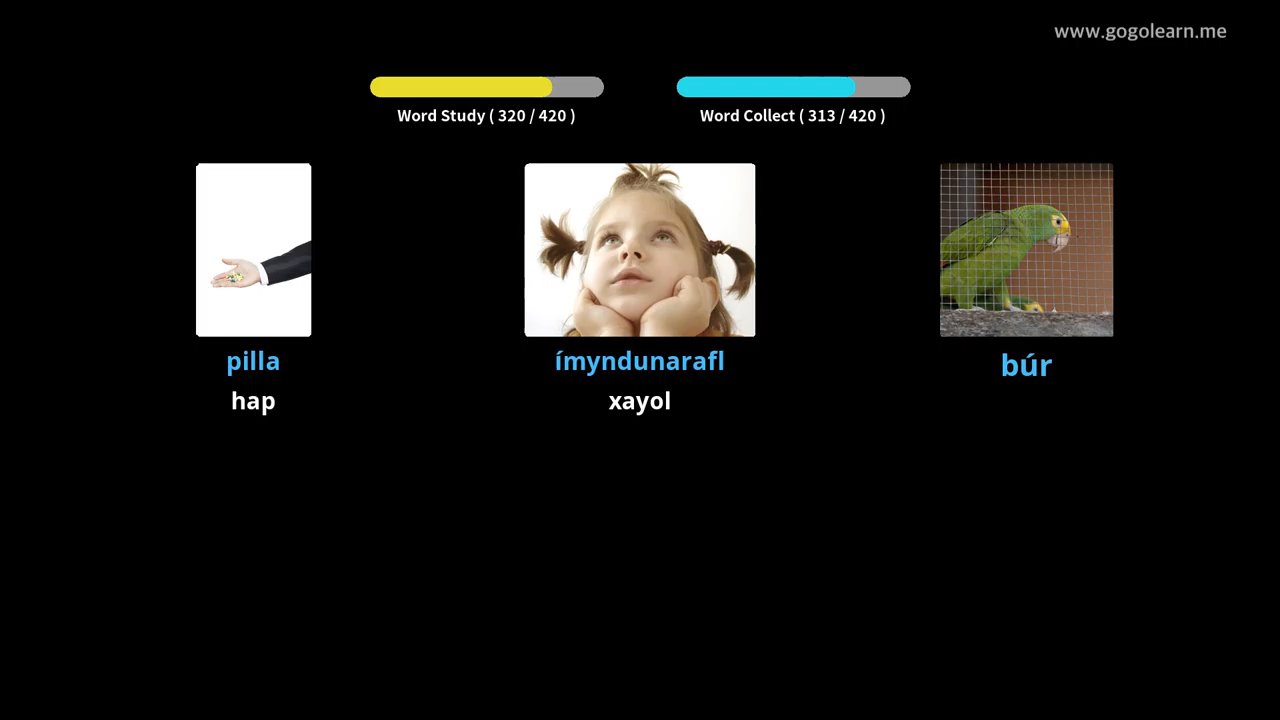 www.gogolearn.me
Word Study ( 320 / 420 )
Word Collect ( 313 / 420 )
pilla
hap
ímyndunarafl
xayol
búr